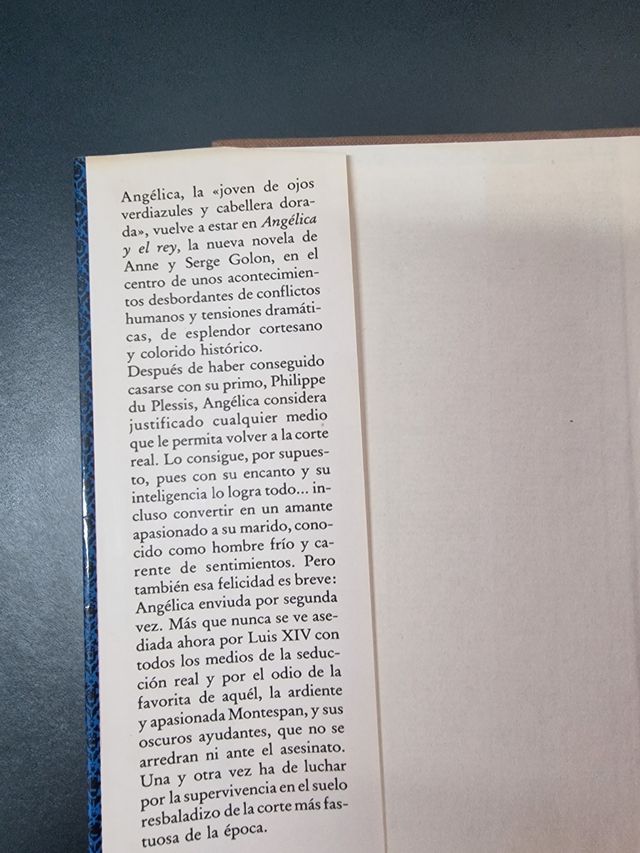 Angélica, la «joven de ojos
verdiazules y cabellera dora-
da», vuelve a estar en Angélica
y el rey, la nueva novela de
Anne y Serge Golon, en el
centro de unos acontecimien-
tos desbordantes de conflictos
humanos y tensiones dramáti-
cas, de esplendor cortesano
y colorido histórico.
Después de haber conseguido
casarse con su primo, Philippe
du Plessis, Angélica considera
justificado cualquier medio
que le permita volver a la corte
real. Lo consigue, por supues-
to, pues con su encanto y su
inteligencia lo logra todo... in-
cluso convertir en un amante
apasionado a su marido, cono-
cido como hombre frío y ca-
rente de sentimientos. Pero
también esa felicidad es breve:
Angélica enviuda por segunda
vez. Más que nunca se ve ase-
diada ahora por Luis XIV con
todos los medios de la seduc-
ción real y por el odio de la
favorita de aquél, la ardiente
y apasionada Montespan, y sus
oscuros ayudantes, que no se
arredran ni ante el asesinato.
Una y otra vez ha de luchar
por la supervivencia en el suelo
resbaladizo de la corte más fas-
tuosa de la época.